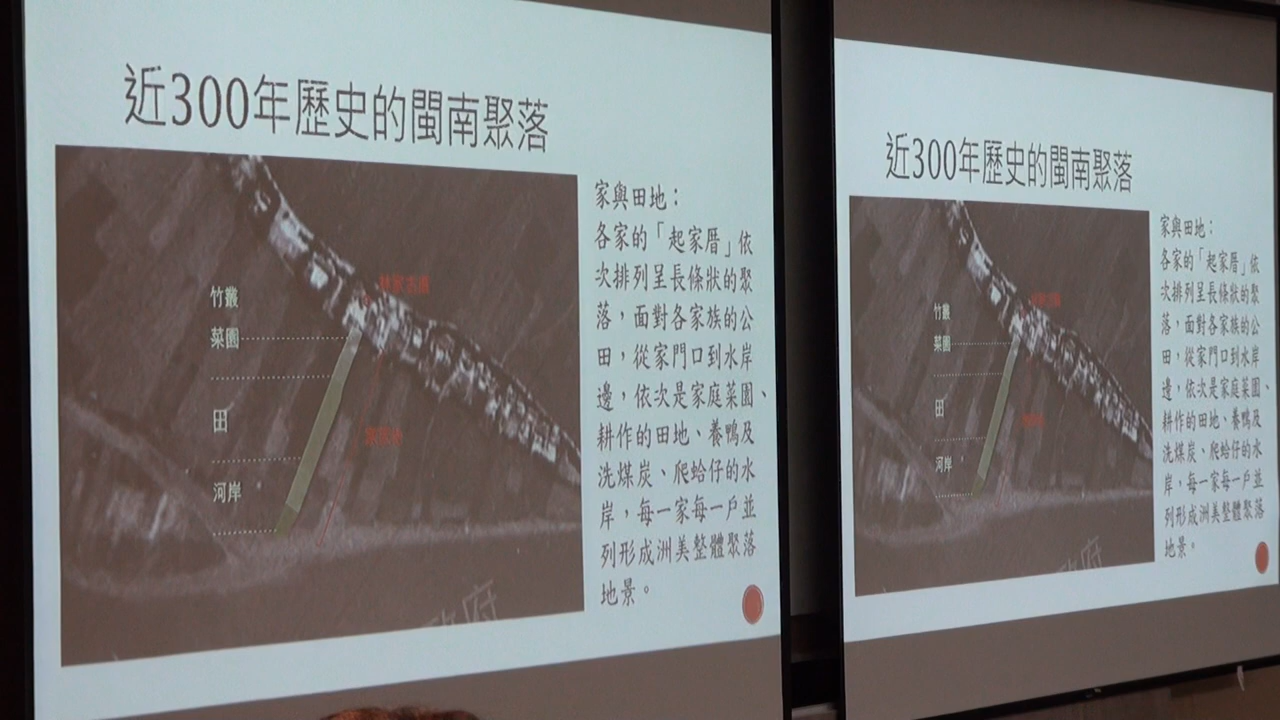 近300年歷史的閩南聚落
竹叢
菜園
田
河岸
家與田地：
各家的「起家厝」依
次排列呈長條狀的聚
落，面對各家族的公
田，從家門口到水岸
邊，依次是家庭菜園、
耕作的田地、養鴨及
洗煤炭、爬蛤仔的水
岸，每一家每一戶並
列形成洲美整體聚落
地景。
近300年歷史的閩南聚落
竹叢
菜園
田
河岸
家與田地：
各家的「起家厝」依
次排列呈長條狀的聚
落，面對各家族的公
田，從家門口到水岸
邊，依次是家庭菜園、
耕作的田地、養鴨及
洗煤炭、爬蛤仔的水
岸，每一家每一戶並
列形成洲美整體聚落
地景。